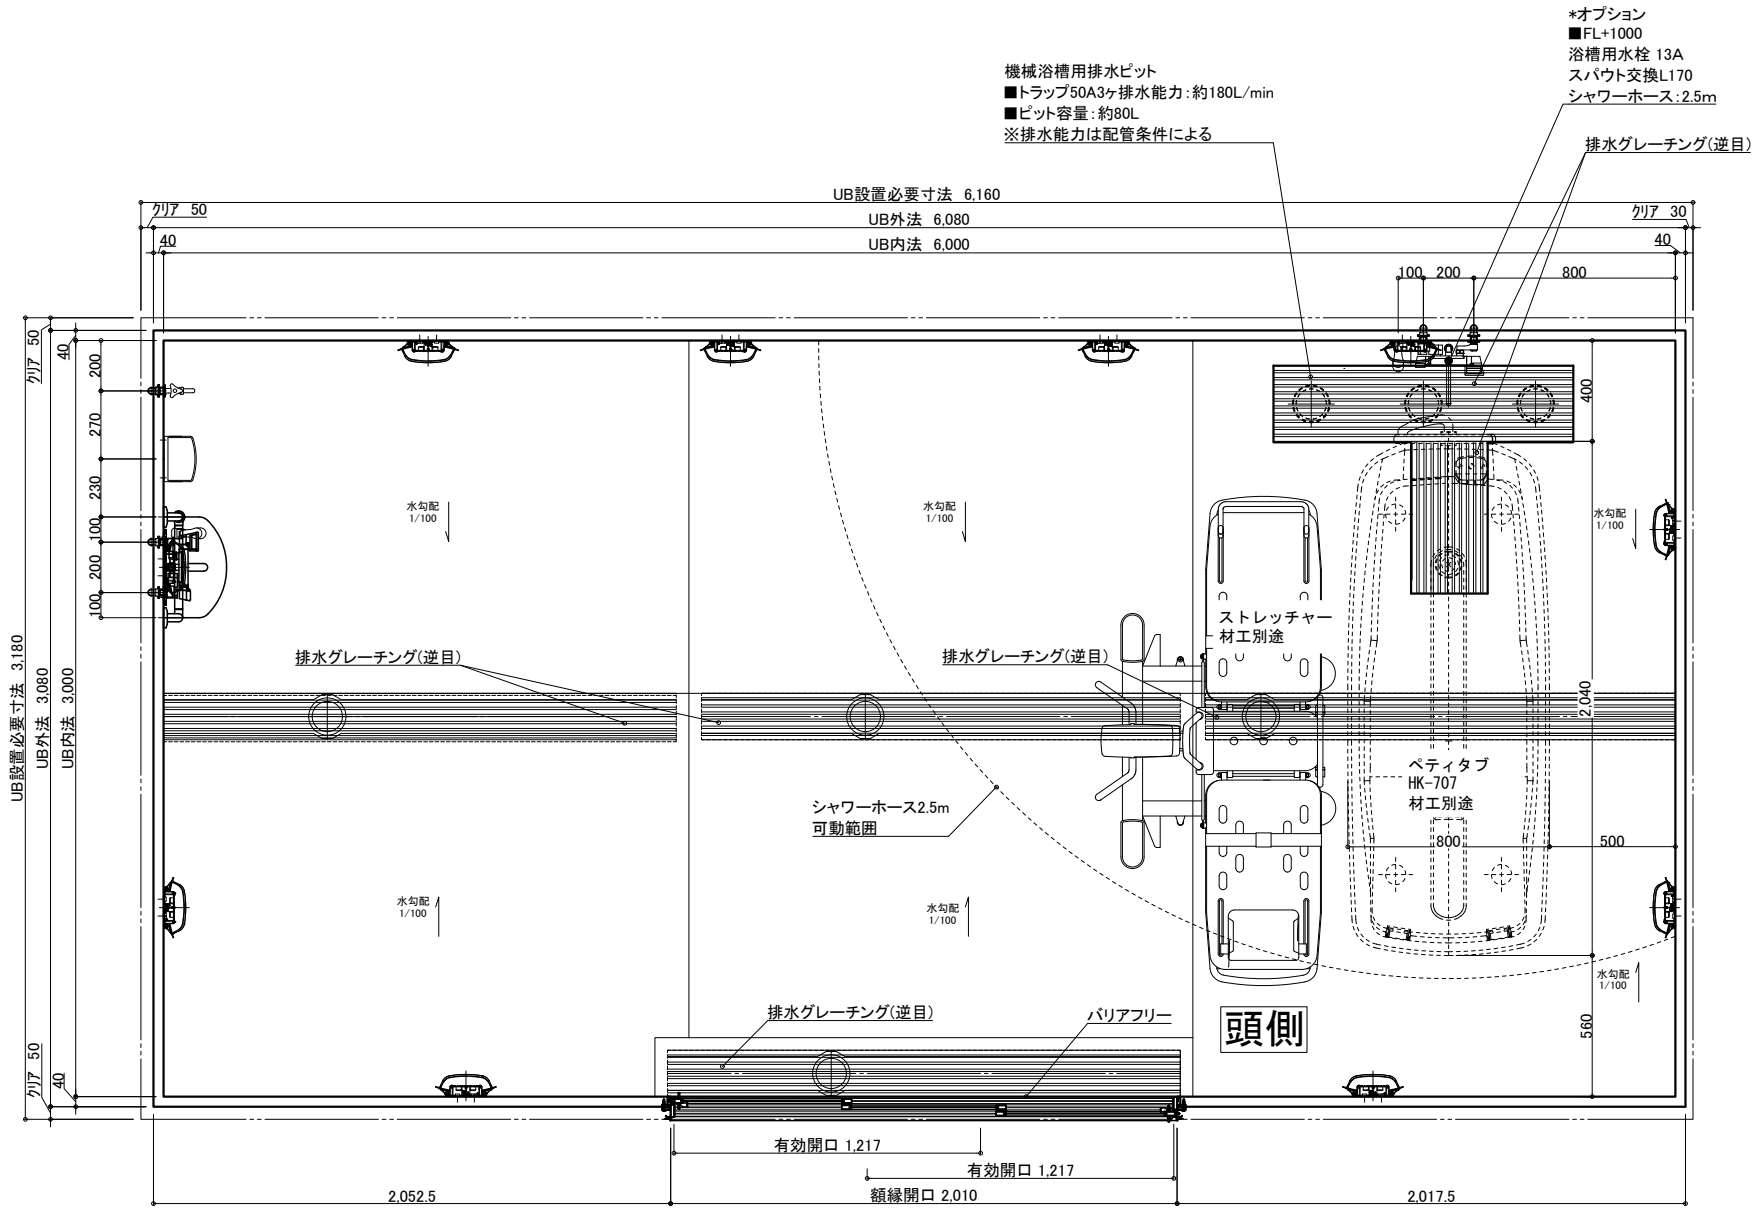 *オプション
■FL+1000
浴槽用水栓 13A
スパウト交換L170
シャワーホース:2.5m
機械浴槽用排水ピット
■トラップ50A3ヶ排水能力:約180L/min
■ピット容量:約80L
※排水能力は配管条件による
排水グレーチング(逆目)
UB設置必要寸法 6,160
クリア 50
UB外法 6,080
クリア 30
40
UB内法 6,000
40
100
200
800
クリア 50
40
200
270
230
100
200
100
UB設置必要寸法 3,180
UB外法 3,080
UB内法 3,000
クリア 50
40
400
水勾配
1/100
水勾配
1/100
水勾配
1/100
ストレッチャー
材工別途
排水グレーチング(逆目)
排水グレーチング(逆目)
2,040
ペティタブ
HK-707
材工別途
シャワーホース2.5m
可動範囲
800
500
水勾配
1/100
水勾配
1/100
水勾配
1/100
排水グレーチング(逆目)
バリアフリー
頭側
560
有効開口 1,217
有効開口 1,217
2,052.5
額縁開口 2,010
2,017.5